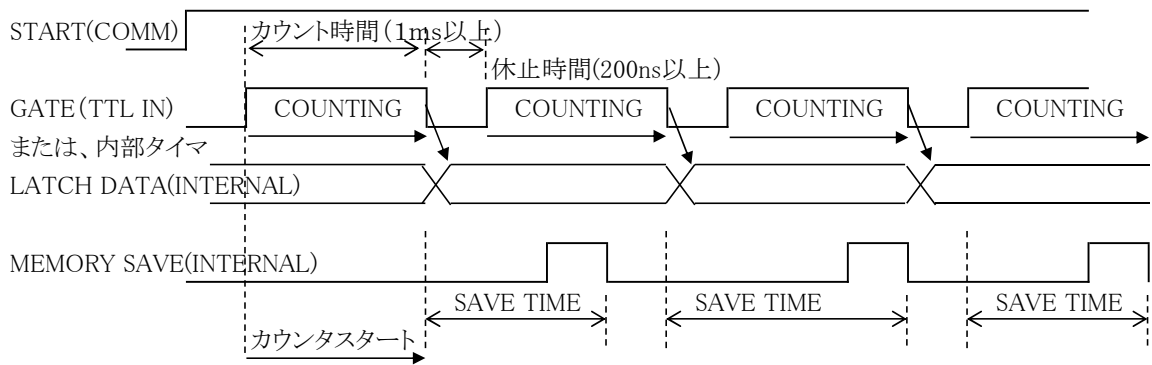 START(COMM)
カウント時間(1ms以上)
休止時間(200ns以上)
GATE(TTL IN)
COUNTING COUNTING COUNTING COUNTING
または、内部タイマ
LATCH DATA(INTERNAL)
MEMORY SAVE(INTERNAL)
SAVE TIME SAVE TIME SAVE TIME
カウンタスタート